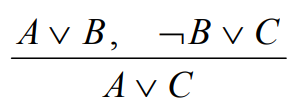 A ∨ B, ¬B ∨ C
A ∨ C